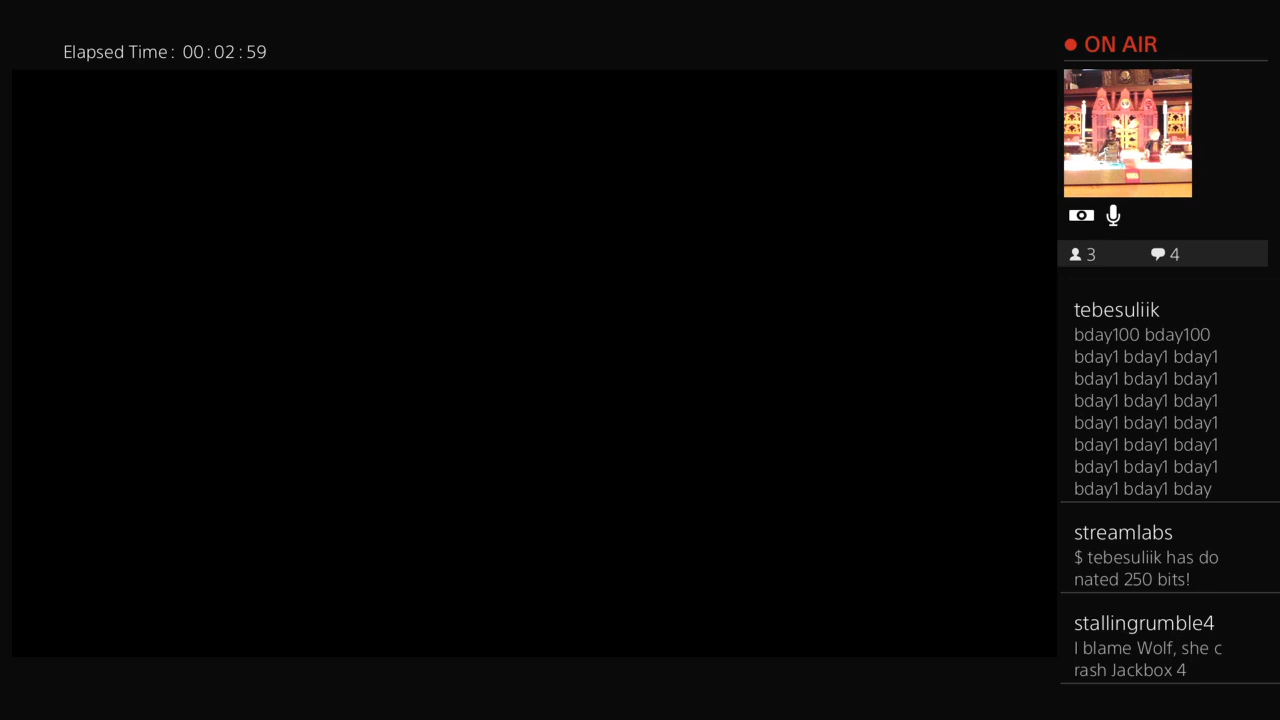 Elapsed Time: 00:02:59
ON AIR
3 4
tebesuliik
bday100 bday100
bday1 bday1 bday1
bday1 bday1 bday1
bday1 bday1 bday1
bday1 bday1 bday1
bday1 bday1 bday1
bday1 bday1 bday1
bday1 bday1 bday
streamlabs
$ tebesuliik has do
nated 250 bits!
stallingrumble4
I blame Wolf, she c
rash Jackbox 4